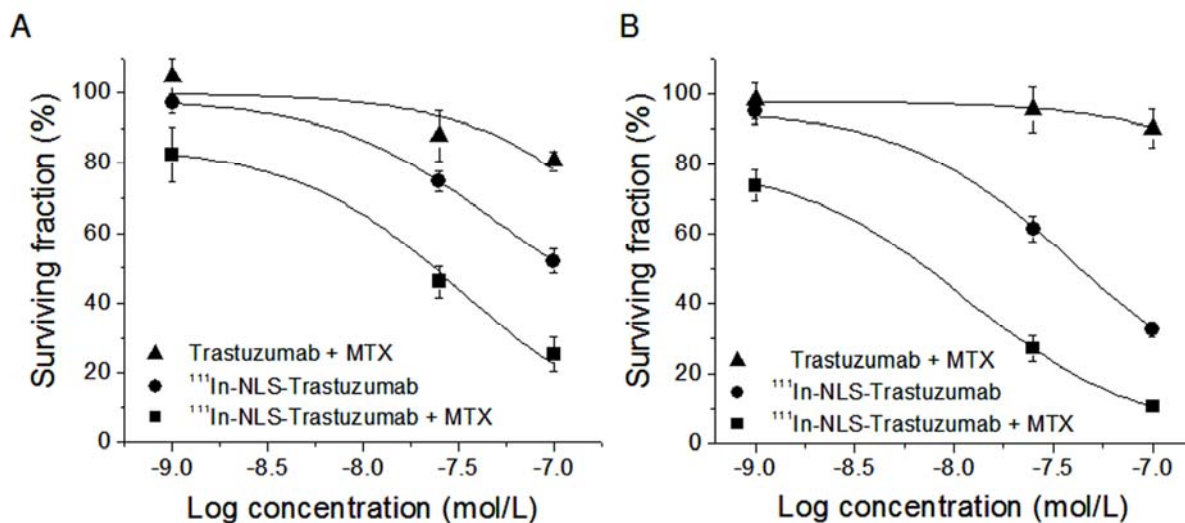 A
Surviving fraction (%)
100
80
60
40
20
0
Trastuzumab + MTX
¹¹¹In-NLS-Trastuzumab
¹¹¹In-NLS-Trastuzumab + MTX
-9.0 -8.5 -8.0 -7.5 -7.0
Log concentration (mol/L)
B
Surviving fraction (%)
100
80
60
40
20
0
Trastuzumab + MTX
¹¹¹In-NLS-Trastuzumab
¹¹¹In-NLS-Trastuzumab + MTX
-9.0 -8.5 -8.0 -7.5 -7.0
Log concentration (mol/L)